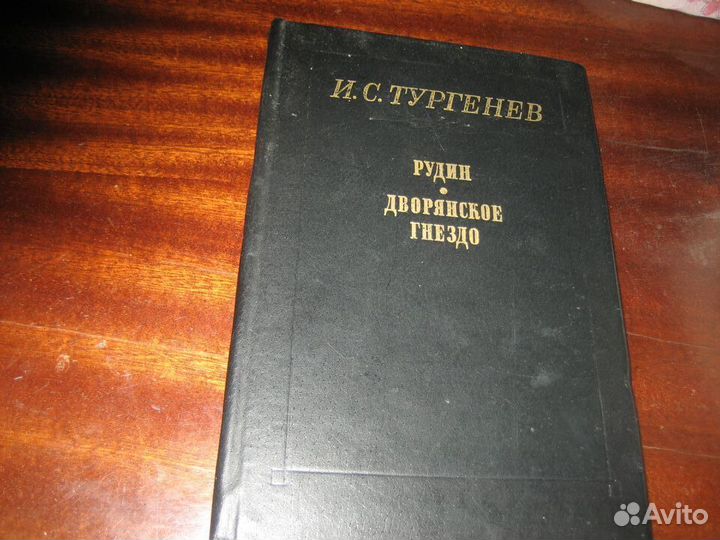 И.С.ТУРГЕНЕВ
РУДИН
•
ДВОРЯНСКОЕ
ГНЕЗДО
Avito